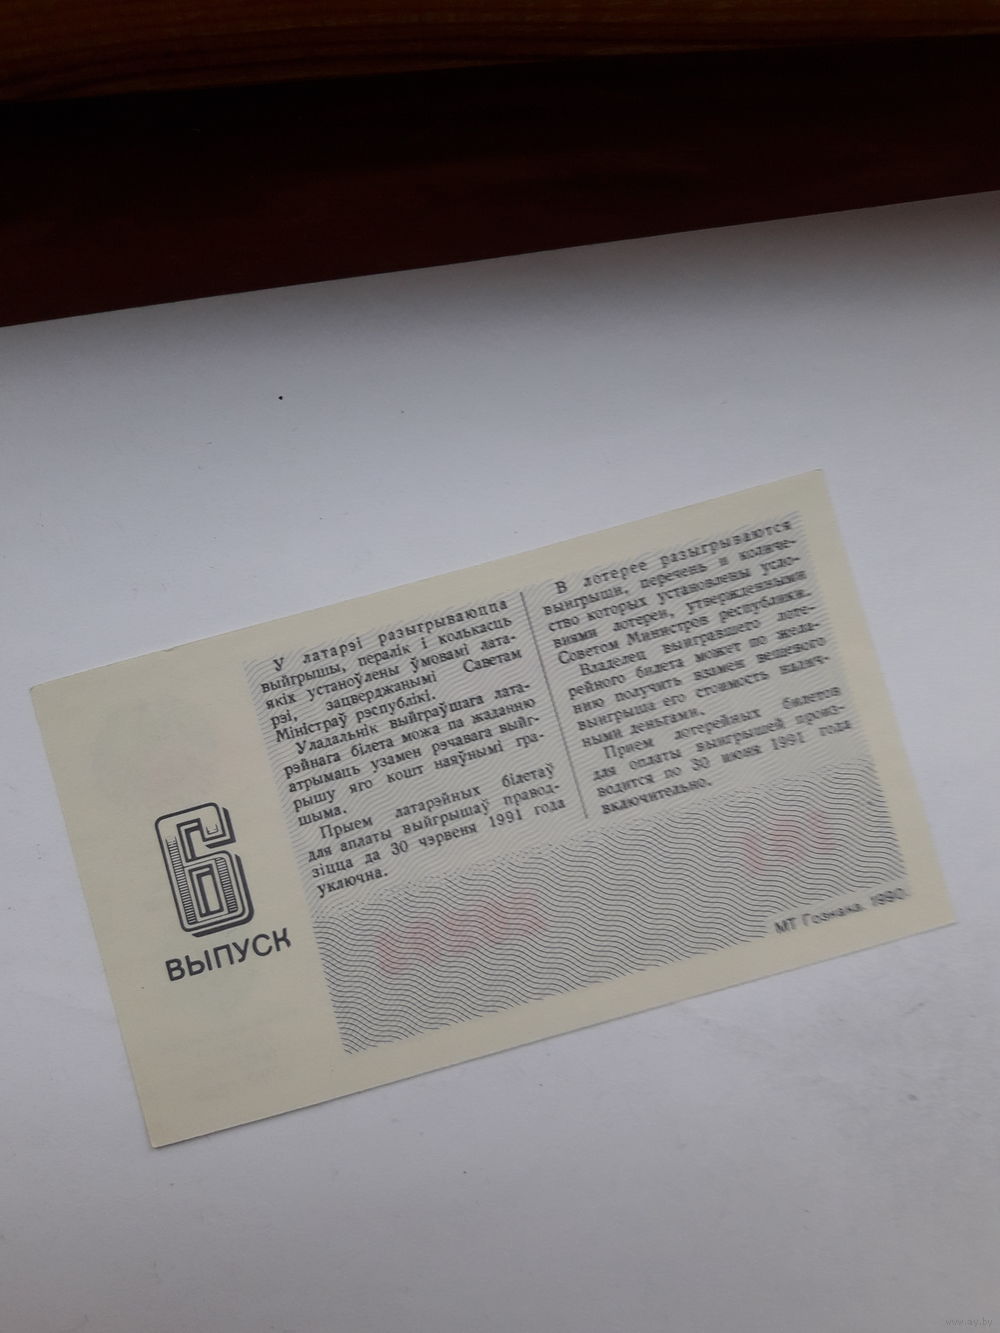 6
ВЫПУСК
У латарэі разыгрываюцца
выйгрышы, пералік і колькасць
якіх устаноўлены ўмовамі лата-
рэі, зацверджанымі Саветам
Міністраў рэспублікі.
Уладальнік выйграўшага лата-
рэйнага білета можа па жаданню
атрымаць узамен рэчавага выйг-
рышу яго кошт наяўнымі гра-
шыма.
Прыем латарэйных білетаў
для аплаты выйгрышаў правод-
зіцца да 30 чэрвеня 1991 года
уключна.
В лотерее разыгрываются
выигрыши, перечень и количе-
ство которых установлены усло-
виями лотереи, утвержденными
Советом Министров республики.
Владелец выигравшего лоте-
рейного билета может по жела-
нию получить взамен вещевого
выигрыша его стоимость налич-
ными деньгами.
Прием лотерейных билетов
для оплаты выигрышей произ-
водится по 30 июня 1991 года
включительно.
МТ Гознака. 1990.
www.ay.by